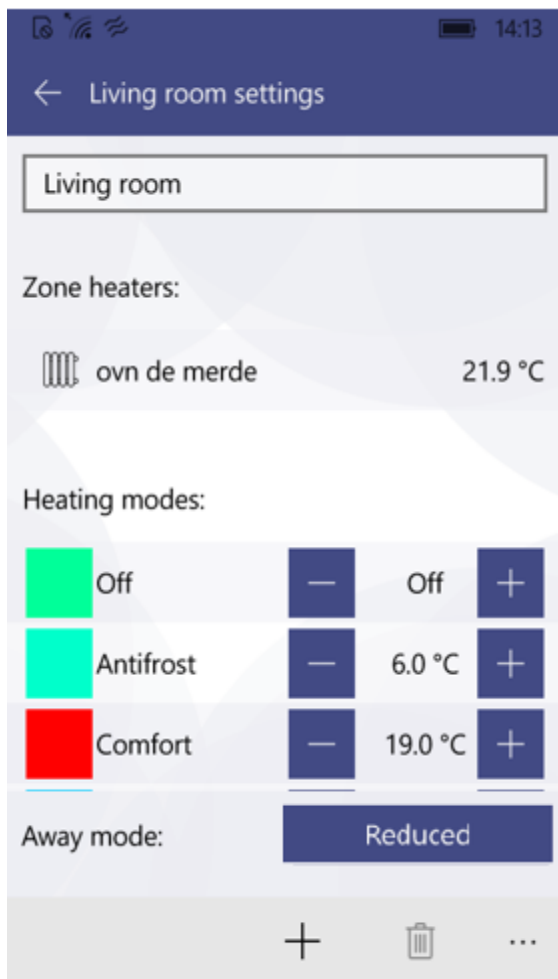 14:13
Living room settings
Living room
Zone heaters:
ovn de merde 21.9 °C
Heating modes:
Off Off
Antifrost 6.0 °C
Comfort 19.0 °C
Away mode: Reduced